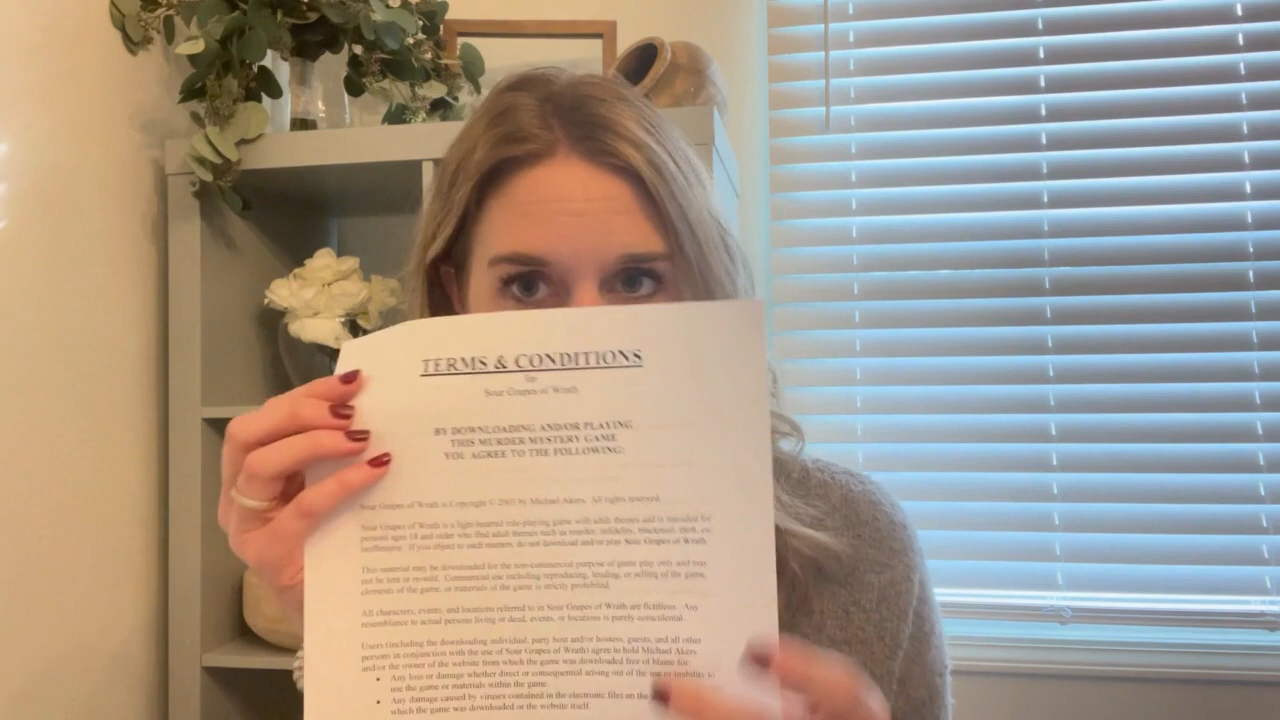 TERMS & CONDITIONS
for
Sour Grapes of Wrath
BY DOWNLOADING AND/OR PLAYING
THIS MURDER MYSTERY GAME
YOU AGREE TO THE FOLLOWING:
Sour Grapes of Wrath is Copyright © by Michael Akers. All rights reserved.
Sour Grapes of Wrath is a light-hearted role-playing game with adult themes and is intended for
persons ages 18 and older who find adult themes such as murder, infidelity, blackmail, theft, etc.
inoffensive. If you object to such matters, do not download and/or play Sour Grapes of Wrath.
This material may be downloaded for the non-commercial purpose of game play only and may
not be lent or re-sold. Commercial use including reproducing, lending, or selling of the game,
elements of the game, or materials of the game is strictly prohibited.
All characters, events, and locations referred to in Sour Grapes of Wrath are fictitious. Any
resemblance to actual persons living or dead, events, or locations is purely coincidental.
Users (including the downloading individual, party host and/or hostess, guests, and all other
persons in conjunction with the use of Sour Grapes of Wrath) agree to hold Michael Akers
and/or the owner of the website from which the game was downloaded free of blame for:
• Any loss or damage whether direct or consequential arising out of the use or inability to
use the game or materials within the game.
• Any damage caused by viruses contained in the electronic files on the
which the game was downloaded or the website itself.